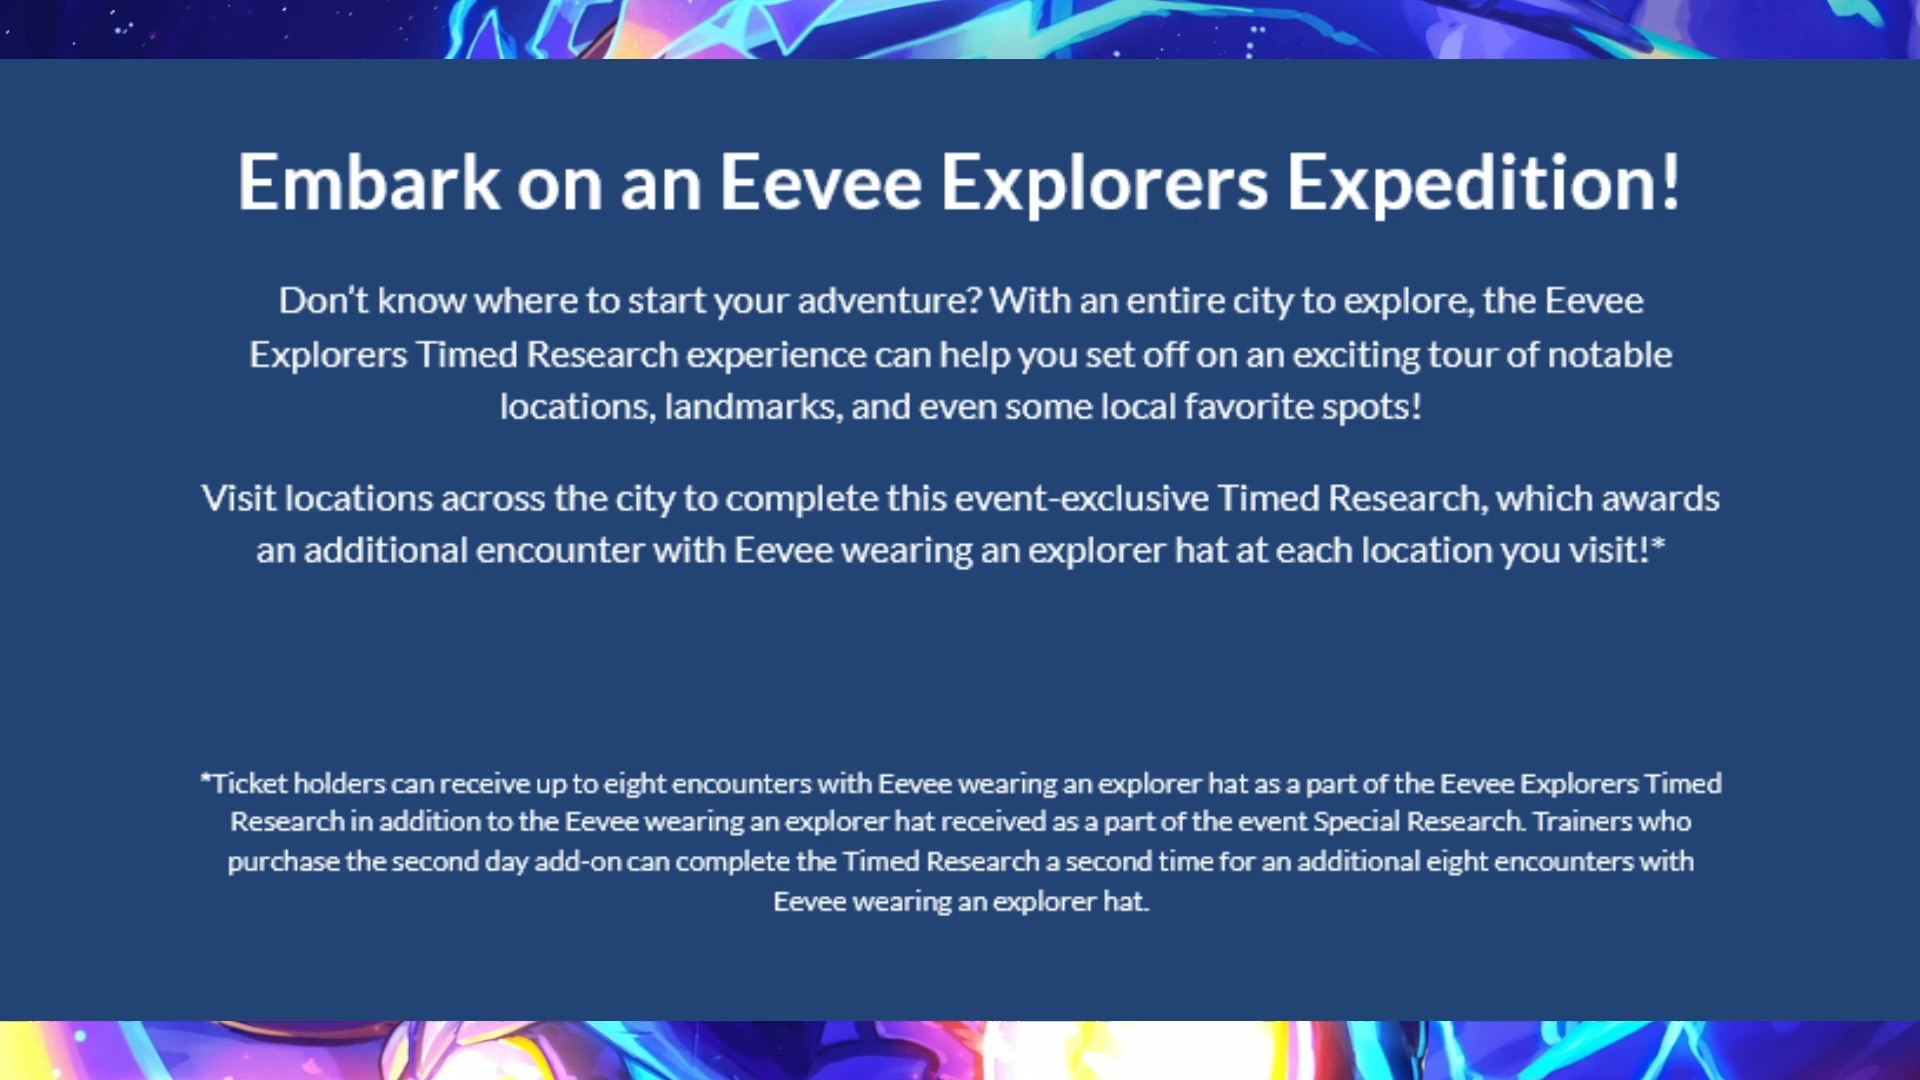 Embark on an Eevee Explorers Expedition!
Don’t know where to start your adventure? With an entire city to explore, the Eevee
Explorers Timed Research experience can help you set off on an exciting tour of notable
locations, landmarks, and even some local favorite spots!
Visit locations across the city to complete this event-exclusive Timed Research, which awards
an additional encounter with Eevee wearing an explorer hat at each location you visit!*
*Ticket holders can receive up to eight encounters with Eevee wearing an explorer hat as a part of the Eevee Explorers Timed
Research in addition to the Eevee wearing an explorer hat received as a part of the event Special Research. Trainers who
purchase the second day add-on can complete the Timed Research a second time for an additional eight encounters with
Eevee wearing an explorer hat.